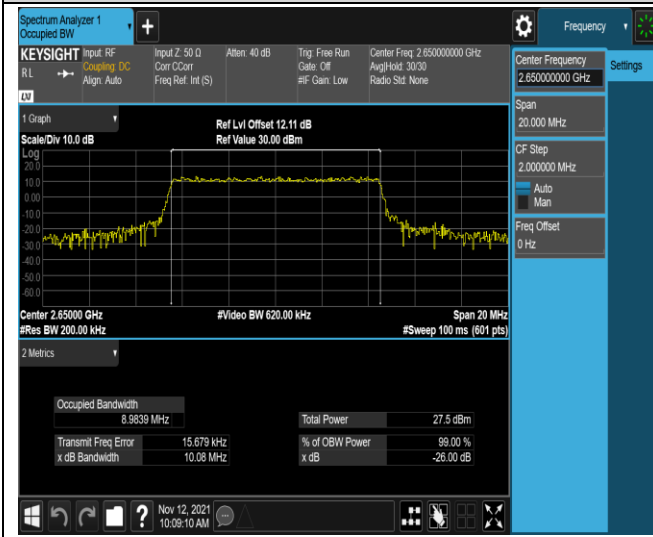 Spectrum Analyzer 1
Occupied BW
+
Frequency
KEYSIGHT
RL
LXI
Input: RF
Coupling: DC
Align: Auto
Input Z: 50 Ω
Corr CCorr
Freq Ref: Int (S)
Atten: 40 dB
Trig: Free Run
Gate: Off
#IF Gain: Low
Center Freq: 2.650000000 GHz
Avg|Hold: 30/30
Radio Std: None
Center Frequency
2.650000000 GHz
Settings
Span
20.000 MHz
CF Step
2.000000 MHz
Auto
Man
Freq Offset
0 Hz
1 Graph
Scale/Div 10.0 dB
Ref Lvl Offset 12.11 dB
Ref Value 30.00 dBm
Log
20.0
10.0
0.00
-10.0
-20.0
-30.0
-40.0
-50.0
-60.0
Center 2.65000 GHz
#Video BW 620.00 kHz
Span 20 MHz
#Res BW 200.00 kHz
#Sweep 100 ms (601 pts)
2 Metrics
Occupied Bandwidth
8.9839 MHz
Total Power 27.5 dBm
Transmit Freq Error 15.679 kHz
% of OBW Power 99.00 %
x dB Bandwidth 10.08 MHz
x dB -26.00 dB
?
Nov 12, 2021
10:09:10 AM